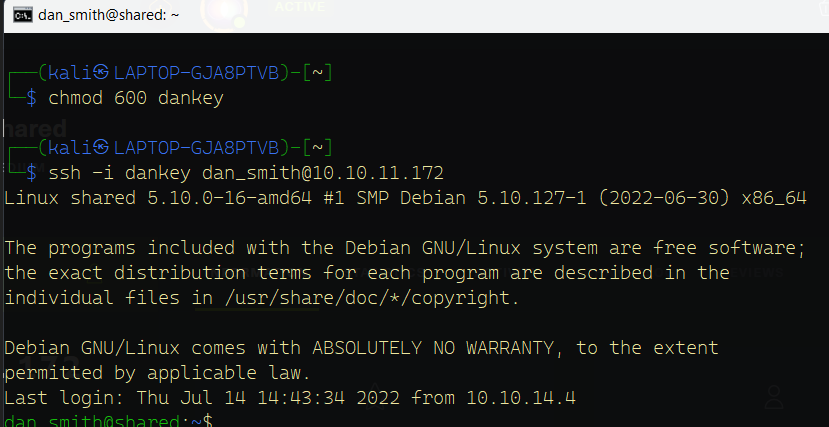 ACTIVE
dan_smith@shared: ~
┌──(kali㉿LAPTOP-GJA8PTVB)-[~]
└─$ chmod 600 dankey
hared
┌──(kali㉿LAPTOP-GJA8PTVB)-[~]
└─$ ssh -i dankey dan_smith@10.10.11.172
Linux shared 5.10.0-16-amd64 #1 SMP Debian 5.10.127-1 (2022-06-30) x86_64
The programs included with the Debian GNU/Linux system are free software;
the exact distribution terms for each program are described in the
individual files in /usr/share/doc/*/copyright.
Debian GNU/Linux comes with ABSOLUTELY NO WARRANTY, to the extent
permitted by applicable law.
Last login: Thu Jul 14 14:43:34 2022 from 10.10.14.4
dan_smith@shared:~$